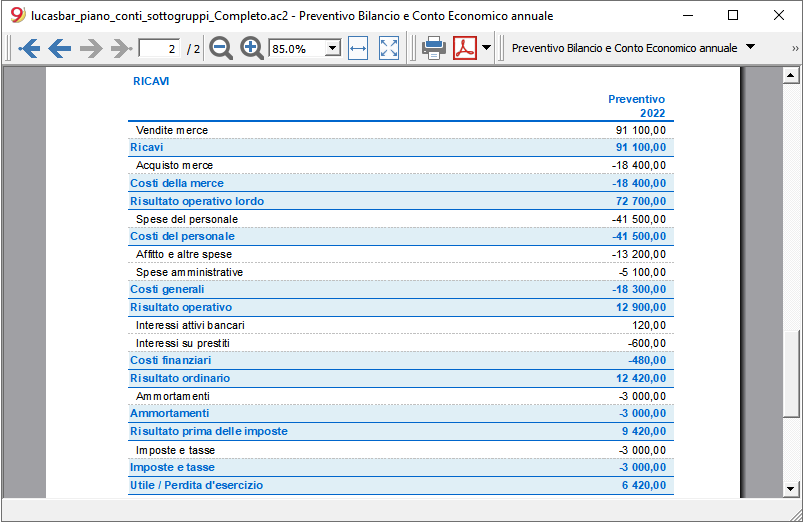 lucasbar_piano_conti_sottogruppi_Completo.ac2 - Preventivo Bilancio e Conto Economico annuale
2 / 2 85.0% Preventivo Bilancio e Conto Economico annuale »
RICAVI
Preventivo
2022
Vendite merce 91 100,00
Ricavi 91 100,00
Acquisto merce -18 400,00
Costi della merce -18 400,00
Risultato operativo lordo 72 700,00
Spese del personale -41 500,00
Costi del personale -41 500,00
Affitto e altre spese -13 200,00
Spese amministrative -5 100,00
Costi generali -18 300,00
Risultato operativo 12 900,00
Interessi attivi bancari 120,00
Interessi su prestiti -600,00
Costi finanziari -480,00
Risultato ordinario 12 420,00
Ammortamenti -3 000,00
Ammortamenti -3 000,00
Risultato prima delle imposte 9 420,00
Imposte e tasse -3 000,00
Imposte e tasse -3 000,00
Utile / Perdita d'esercizio 6 420,00